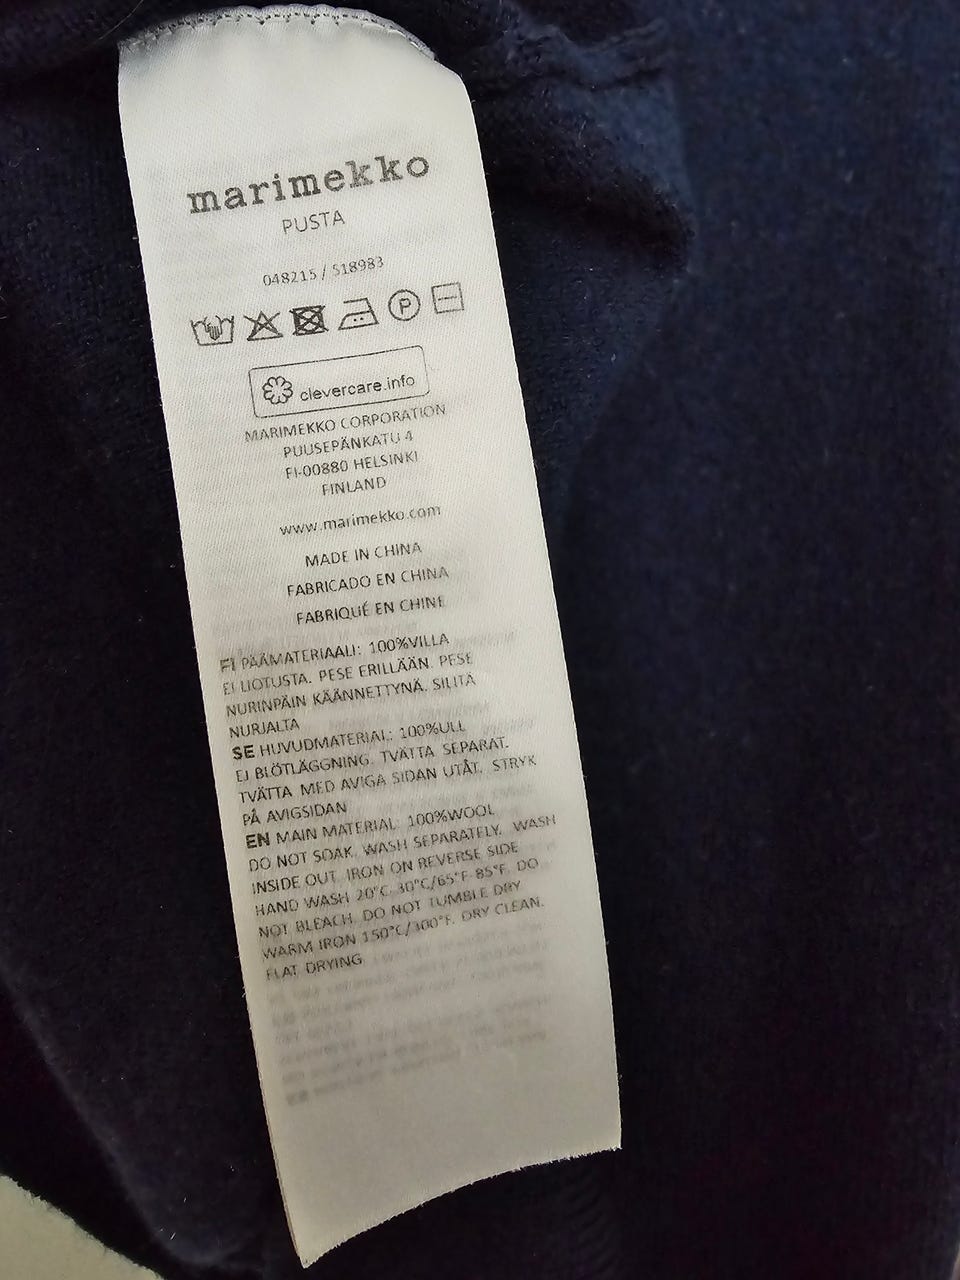 marimekko
PUSTA
048215 / 518983
P
clevercare.info
MARIMEKKO CORPORATION
PUUSEPÄNKATU 4
FI-00880 HELSINKI
FINLAND
www.marimekko.com
MADE IN CHINA
FABRICADO EN CHINA
FABRIQUÉ EN CHINE
FI PÄÄMATERIAALI: 100%VILLA
EI LIOTUSTA. PESE ERILLÄÄN. PESE
NURINPÄIN KÄÄNNETTYNÄ. SILITÄ
NURJALTA
SE HUVUDMATERIAL: 100%ULL
EJ BLÖTLÄGGNING. TVÄTTA SEPARAT.
TVÄTTA MED AVIGA SIDAN UTÅT. STRYK
PÅ AVIGSIDAN
EN MAIN MATERIAL: 100%WOOL
DO NOT SOAK. WASH SEPARATELY. WASH
INSIDE OUT. IRON ON REVERSE SIDE
HAND WASH 20°C-30°C/65°F-85°F. DO
NOT BLEACH. DO NOT TUMBLE DRY
WARM IRON 150°C/300°F. DRY CLEAN.
FLAT DRYING